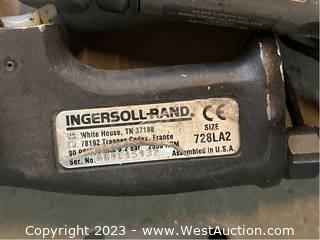 INGERSOLL-RAND CE
US: White House, TN 37188 SIZE
78192 Trappes Cedex, France 728LA2
90 6.2 bar
Ser. No. Assembled in U.S.A.
Copyright 2023 - www.WestAuction.com